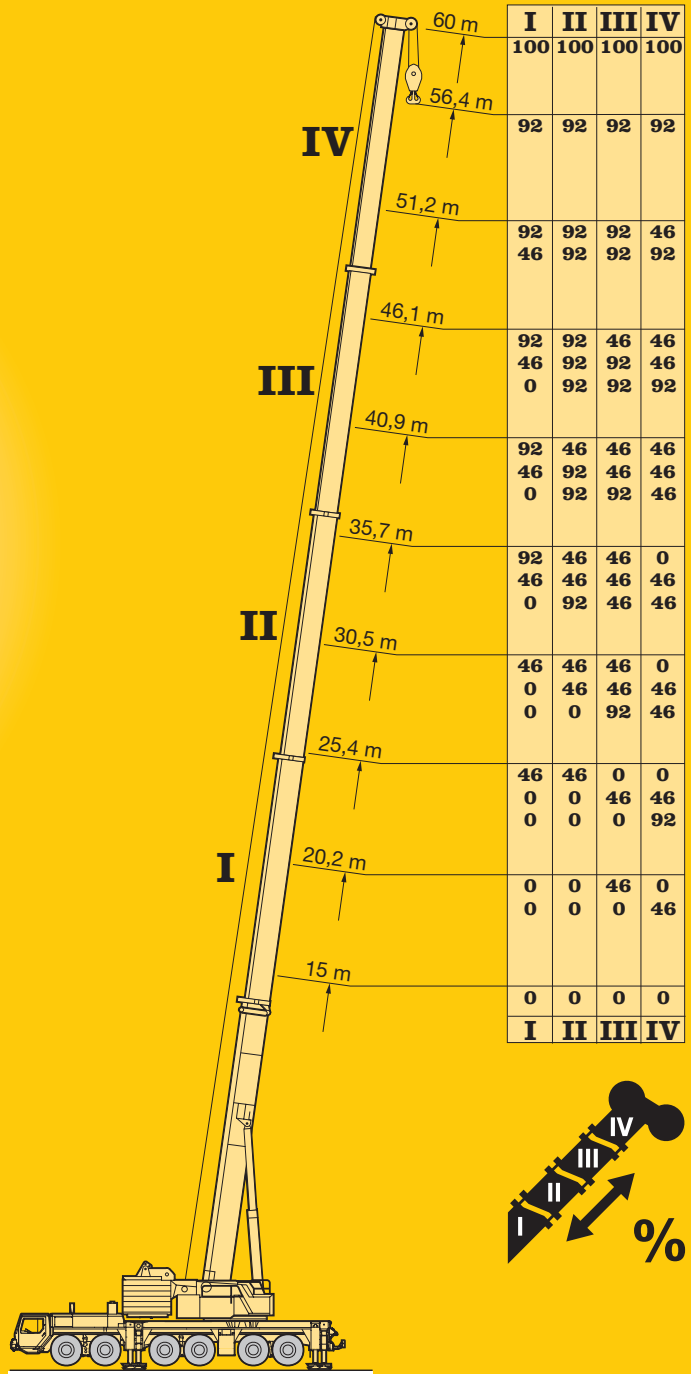 60 m
I II III IV
100 100 100 100
56,4 m
92 92 92 92
IV
51,2 m
92 92 92 46
46 92 92 92
46,1 m
92 92 46 46
46 92 92 46
0 92 92 92
III
40,9 m
92 46 46 46
46 92 46 46
0 92 92 46
35,7 m
92 46 46 0
46 46 46 46
0 92 46 46
II
30,5 m
46 46 46 0
0 46 46 46
0 0 92 46
25,4 m
46 46 0 0
0 0 46 46
0 0 0 92
I
20,2 m
0 0 46 0
0 0 0 46
15 m
0 0 0 0
I II III IV
IV
III
II
I
%